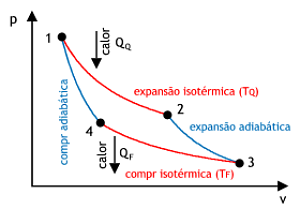 p
1
calor
QQ
expansão isotérmica (TQ)
2
compr adiabática
expansão adiabática
4
calor
QF
3
compr isotérmica (TF)
v